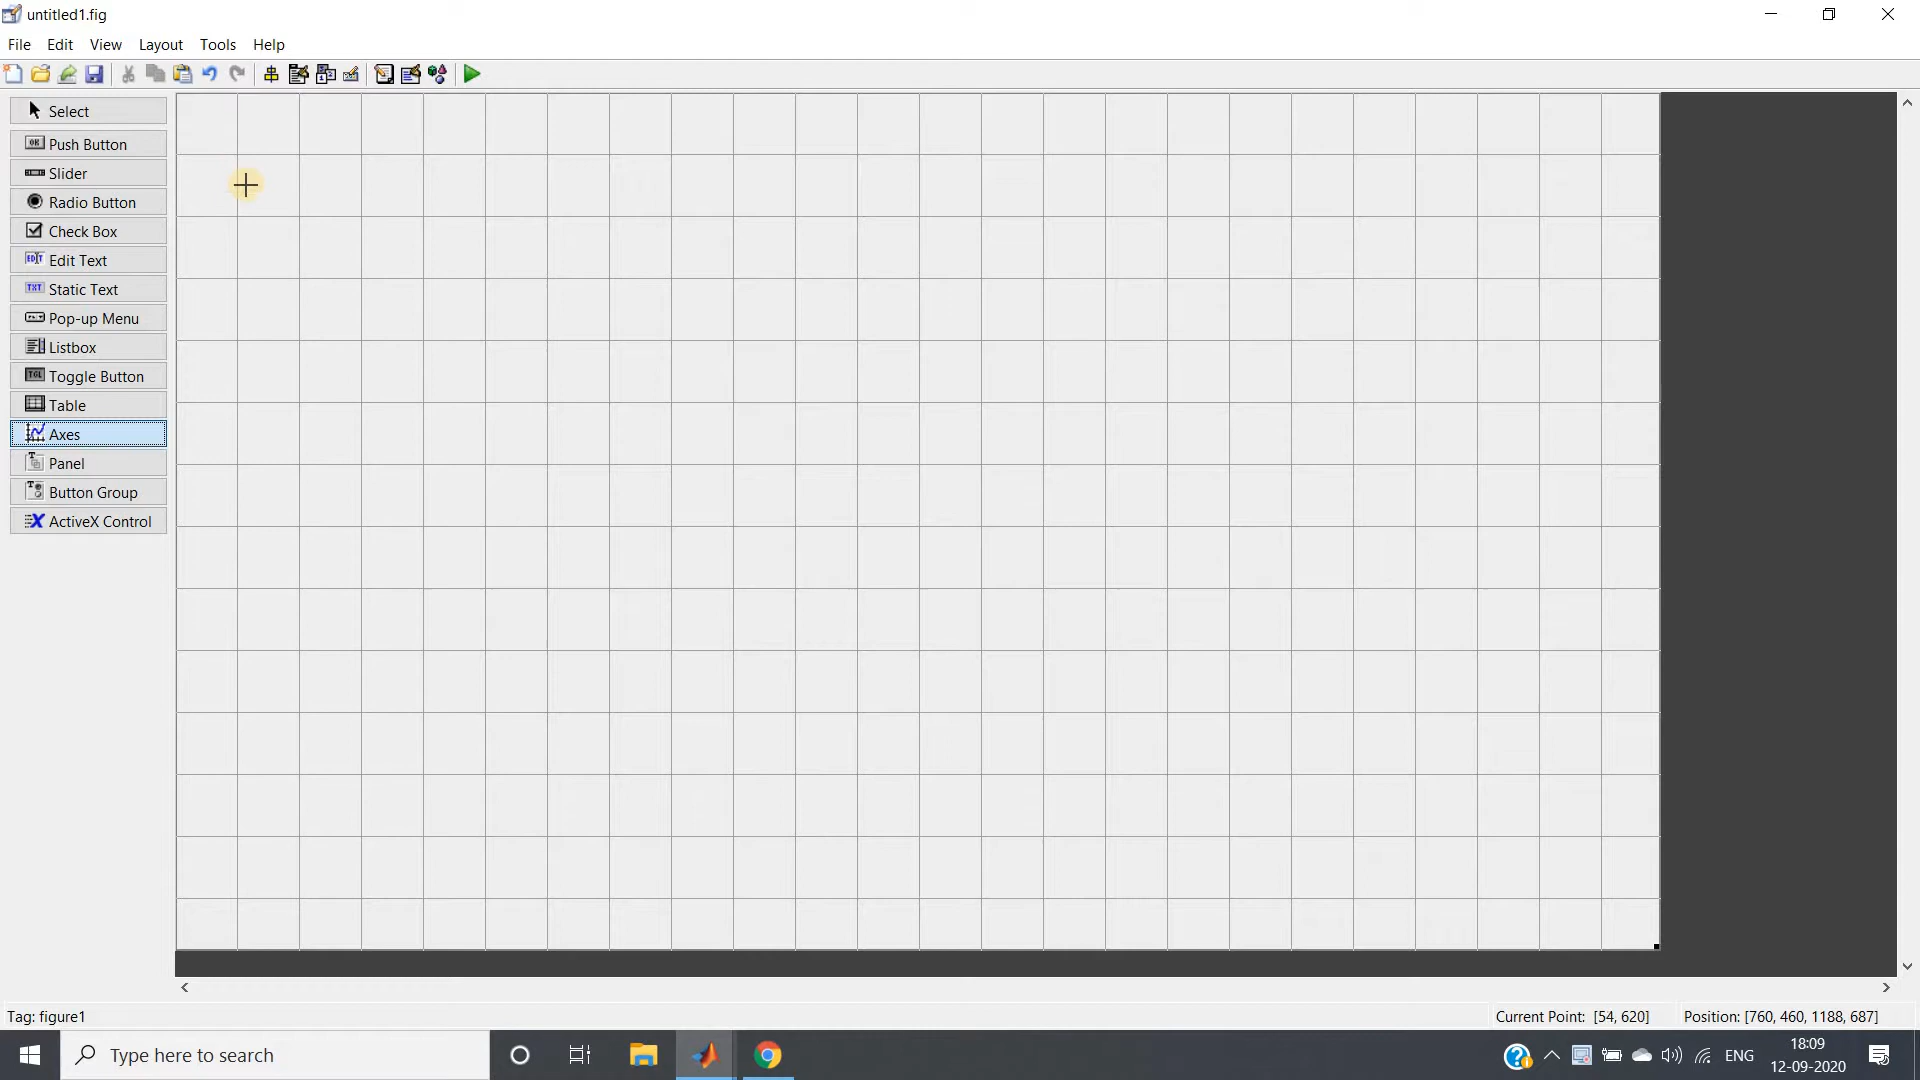 untitled1.fig
File Edit View Layout Tools Help
Select
Push Button
Slider
Radio Button
Check Box
Edit Text
Static Text
Pop-up Menu
Listbox
Toggle Button
Table
Axes
Panel
Button Group
ActiveX Control
Tag: figure1 Current Point: [54, 620] Position: [760, 460, 1188, 687]
Type here to search ENG 18:09
12-09-2020